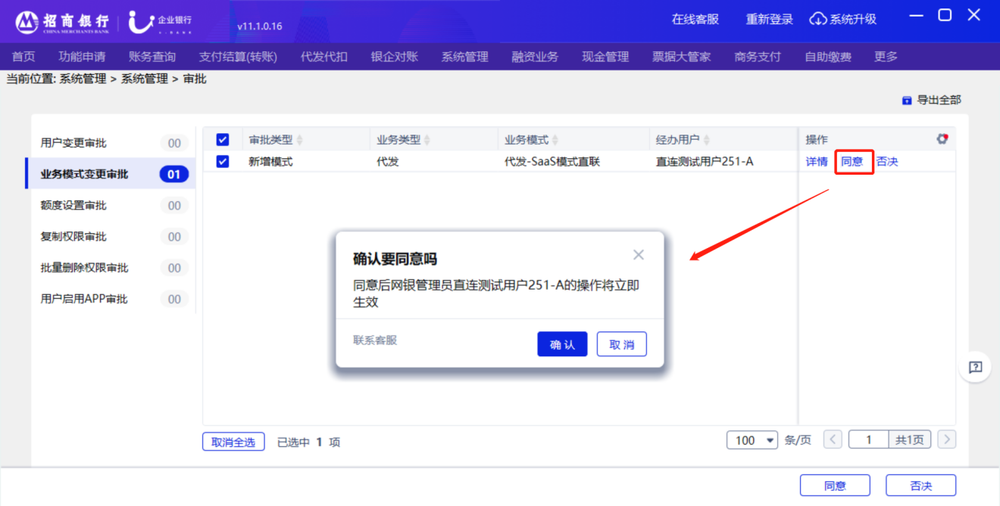 招商银行
CHINA MERCHANTS BANK
企业银行
U-BANK
v11.1.0.16
在线客服
重新登录
系统升级
首页
功能申请
账务查询
支付结算(转账)
代发代扣
银企对账
系统管理
融资业务
现金管理
票据大管家
商务支付
自助缴费
更多
当前位置: 系统管理 > 系统管理 > 审批
导出全部
用户变更审批 00
业务模式变更审批 01
额度设置审批 00
复制权限审批 00
批量删除权限审批 00
用户启用APP审批 00
审批类型 业务类型 业务模式 经办用户 操作
新增模式 代发 代发-SaaS模式直联 直连测试用户251-A 详情 同意 否决
确认要同意吗
同意后网银管理员直连测试用户251-A的操作将立即
生效
联系客服
确 认
取 消
取消全选
已选中 1 项
100
条/页
1
共1页
同意
否决